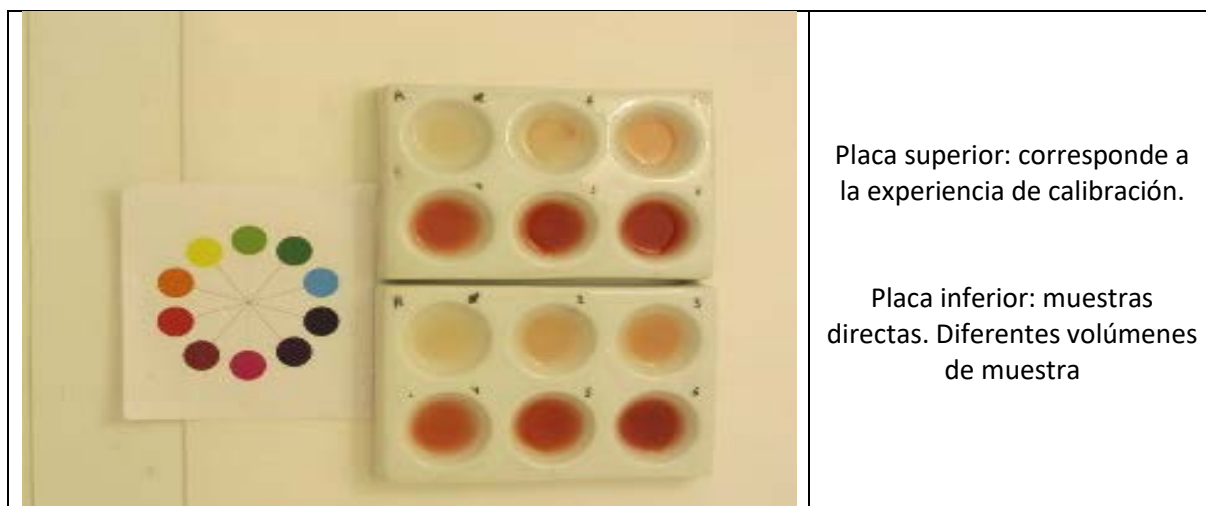 Placa superior: corresponde a
la experiencia de calibración.
Placa inferior: muestras
directas. Diferentes volúmenes
de muestra